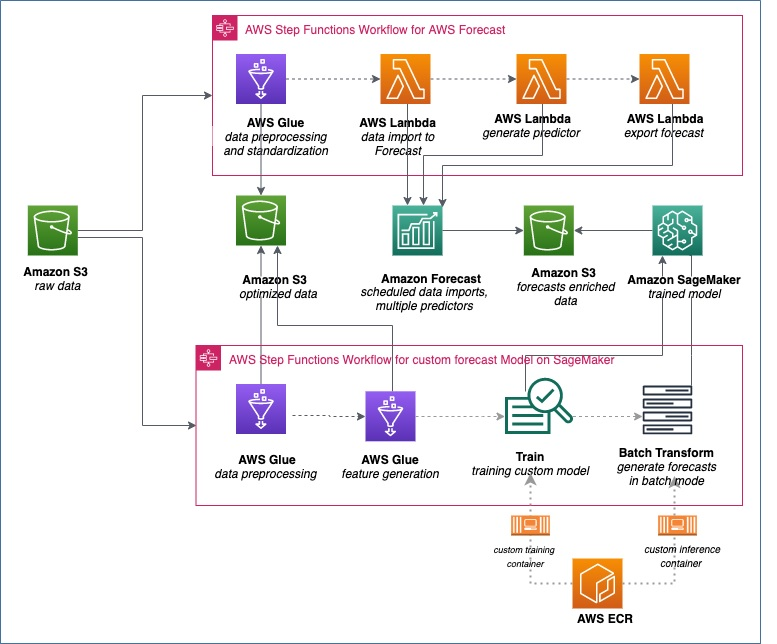 AWS Step Functions Workflow for AWS Forecast
AWS Glue
data preprocessing
and standardization
AWS Lambda
data import to
Forecast
AWS Lambda
generate predictor
AWS Lambda
export forecast
Amazon S3
raw data
Amazon S3
optimized data
Amazon Forecast
scheduled data imports,
multiple predictors
Amazon S3
forecasts enriched
data
Amazon SageMaker
trained model
AWS Step Functions Workflow for custom forecast Model on SageMaker
AWS Glue
data preprocessing
AWS Glue
feature generation
Train
training custom model
Batch Transform
generate forecasts
in batch mode
custom training
container
custom inference
container
AWS ECR